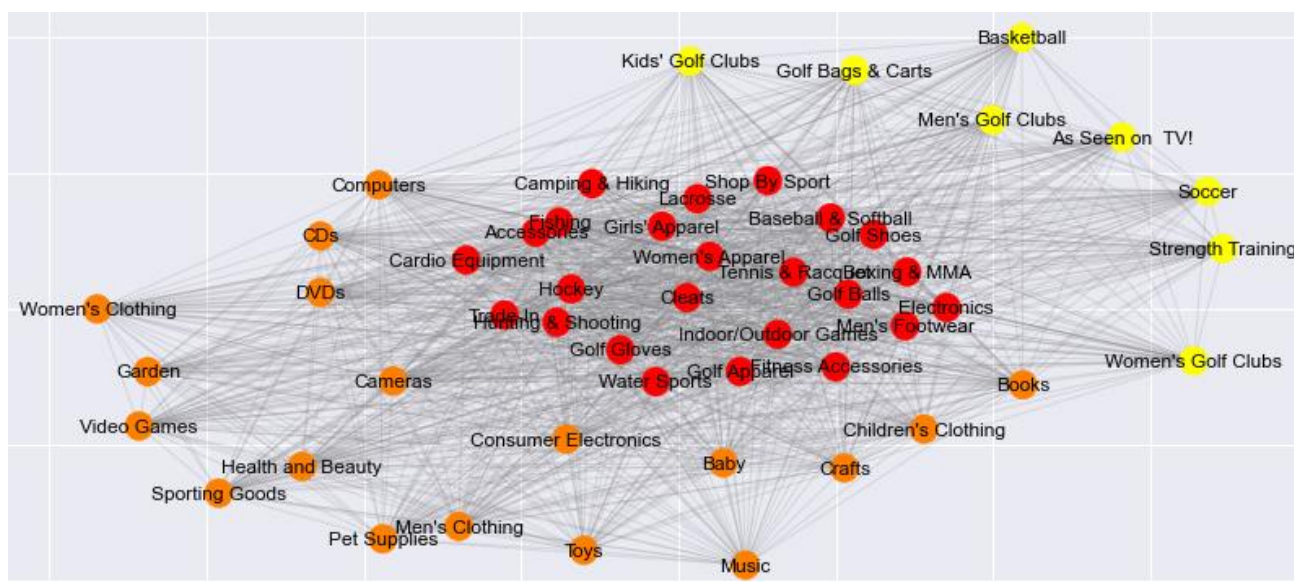 Basketball
Kids' Golf Clubs
Golf Bags & Carts
Men's Golf Clubs
As Seen on  TV!
Computers
Camping & Hiking
Shop By Sport
Lacrosse
Soccer
Fishing
Accessories
Girls' Apparel
Baseball & Softball
Golf Shoes
CDs
Strength Training
Cardio Equipment
Women's Apparel
Tennis & Racquet
Boxing & MMA
DVDs
Hockey
Cleats
Golf Balls
Electronics
Women's Clothing
Trade-In
Hunting & Shooting
Indoor/Outdoor Games
Men's Footwear
Golf Gloves
Women's Golf Clubs
Garden
Cameras
Water Sports
Golf Apparel
Fitness Accessories
Books
Video Games
Consumer Electronics
Children's Clothing
Health and Beauty
Baby
Crafts
Sporting Goods
Pet Supplies
Men's Clothing
Toys
Music